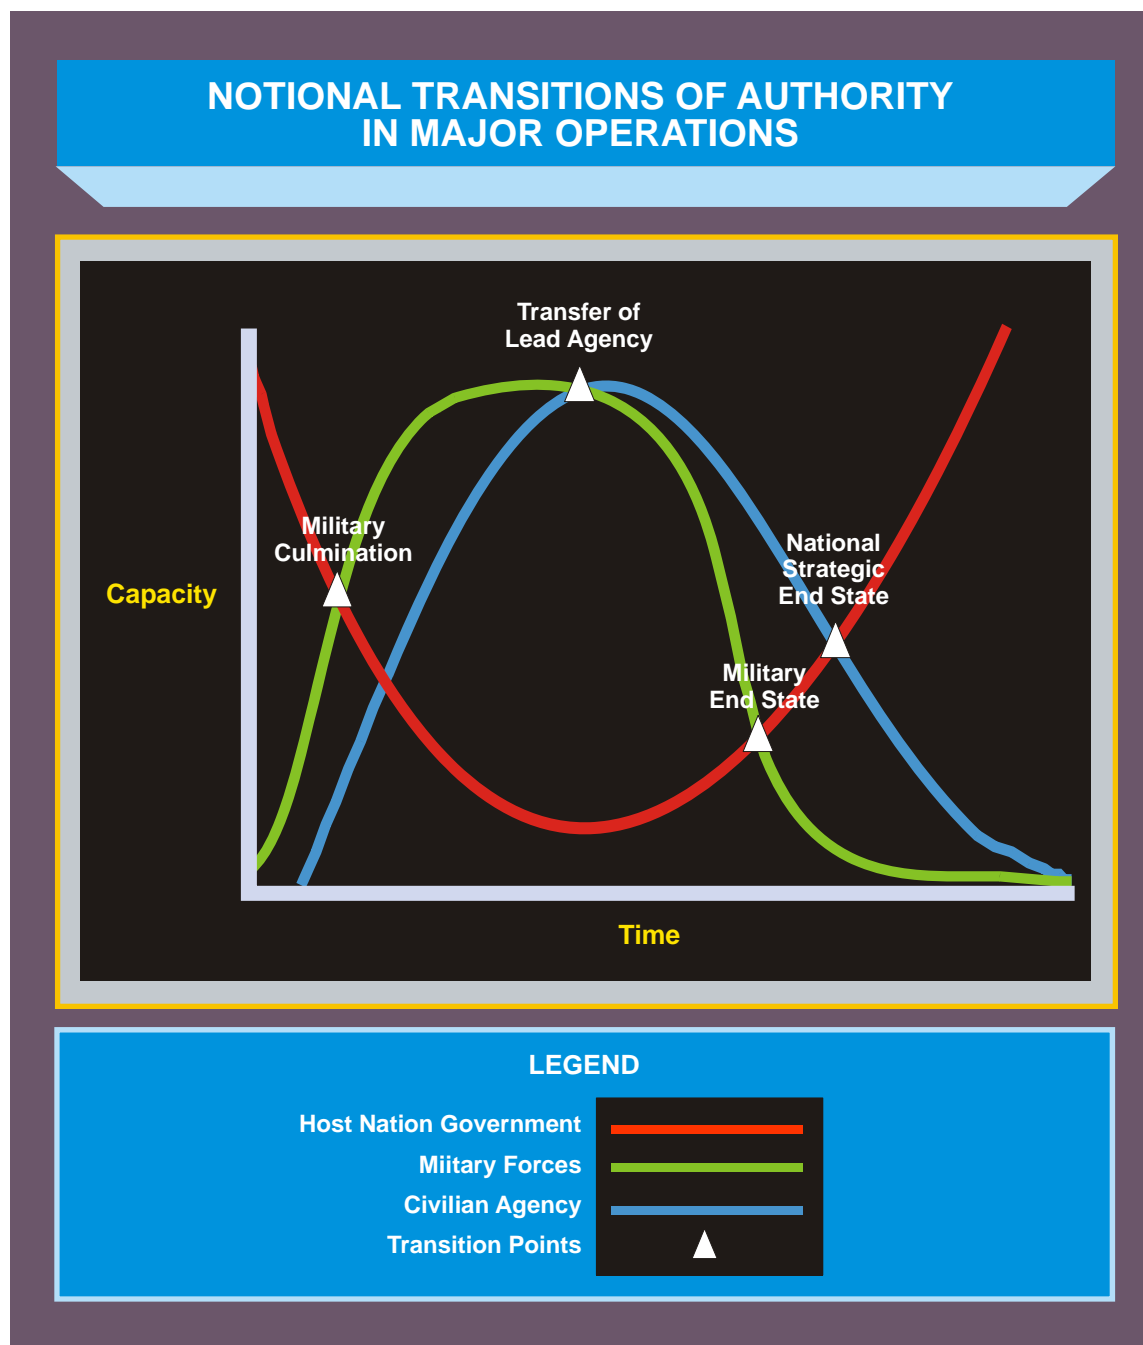 NOTIONAL TRANSITIONS OF AUTHORITY
IN MAJOR OPERATIONS
Transfer of
Lead Agency
Military
Culmination
National
Strategic
End State
Capacity
Military
End State
Time
LEGEND
Host Nation Government
Miitary Forces
Civilian Agency
Transition Points